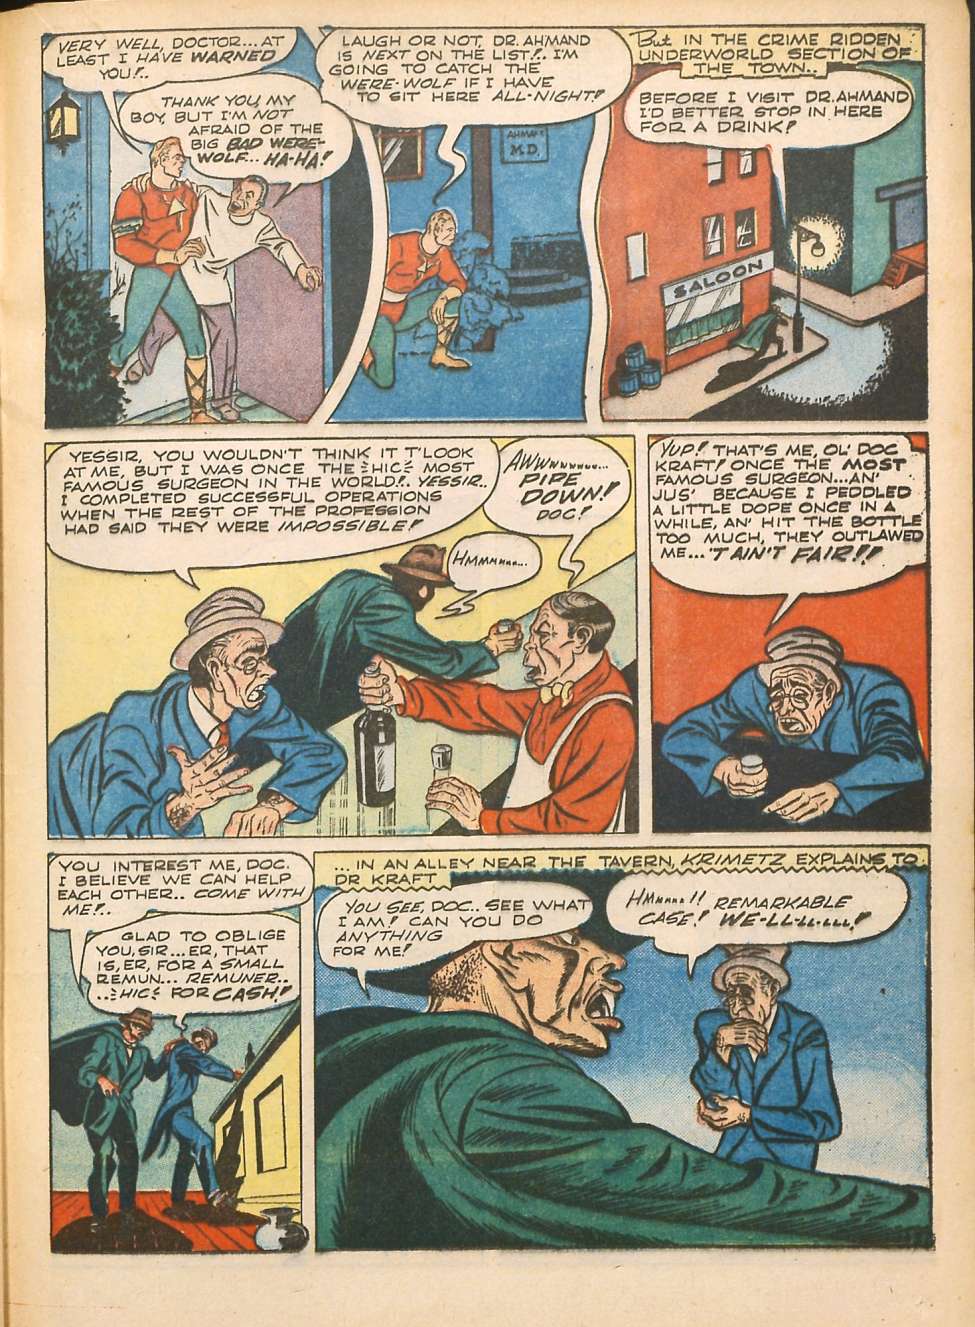 VERY WELL, DOCTOR... AT
LEAST I HAVE WARNED
YOU!..
THANK YOU, MY
BOY, BUT I'M NOT
AFRAID OF THE
BIG BAD WERE-
WOLF... HA-HA!
LAUGH OR NOT, DR. AHMAND
IS NEXT ON THE LIST!.. I'M
GOING TO CATCH THE
WERE-WOLF IF I HAVE
TO SIT HERE ALL-NIGHT!
M.D.
But IN THE CRIME RIDDEN
UNDERWORLD SECTION OF
THE TOWN..
BEFORE I VISIT DR. AHMAND
I'D BETTER STOP IN HERE
FOR A DRINK!
SALOON
YESSIR, YOU WOULDN'T THINK IT T'LOOK
AT ME, BUT I WAS ONCE THE HIC MOST
FAMOUS SURGEON IN THE WORLD!. YESSIR..
I COMPLETED SUCCESSFUL OPERATIONS
WHEN THE REST OF THE PROFESSION
HAD SAID THEY WERE IMPOSSIBLE!
AWWWWWWW...
PIPE
DOWN!
DOC!
HMMMMMM...
YUP! THAT'S ME, OL' DOC
KRAFT! ONCE THE MOST
FAMOUS SURGEON... AN'
JUS' BECAUSE I PEDDLED
A LITTLE DOPE ONCE IN A
WHILE, AN' HIT THE BOTTLE
TOO MUCH, THEY OUTLAWED
ME... 'TAIN'T FAIR!!
YOU INTEREST ME, DOC.
I BELIEVE WE CAN HELP
EACH OTHER.. COME WITH
ME!..
GLAD TO OBLIGE
YOU, SIR... ER, THAT
IS, ER, FOR A SMALL
REMUN... REMUNER..
..HIC FOR CASH!
...IN AN ALLEY NEAR THE TAVERN, KRIMETZ EXPLAINS TO
DR KRAFT
YOU SEE, DOC.. SEE WHAT
I AM! CAN YOU DO
ANYTHING
FOR ME!
HMMMMM!! REMARKABLE
CASE! WE-LL-LL-LLL!